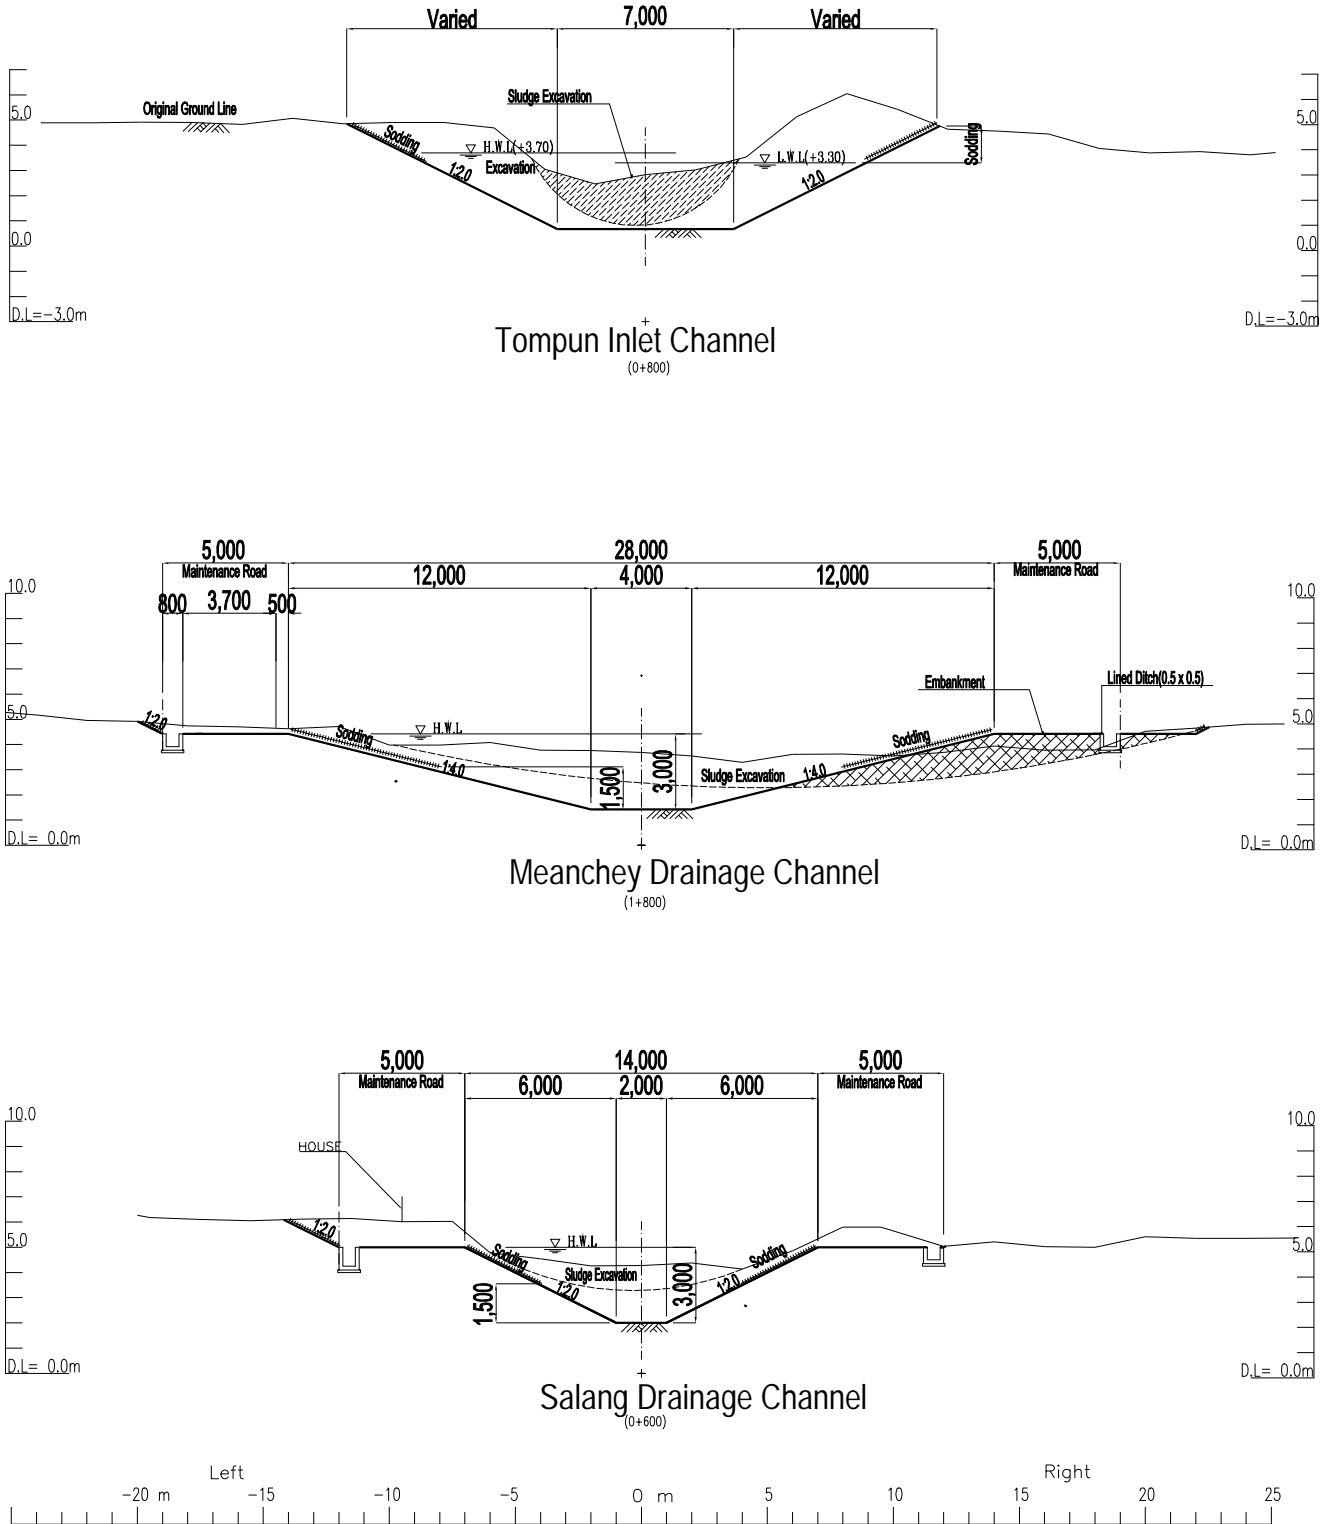 Varied 7,000 Varied
Sludge Excavation
Original Ground Line
5.0 5.0
Sodding H.W.L(+3.70) L.W.L(+3.30) Sodding
Excavation
1:2.0 1:2.0
0.0 0.0
D.L=-3.0m D.L=-3.0m
Tompun Inlet Channel
(0+800)
5,000 28,000 5,000
Maintenance Road 12,000 4,000 12,000 Maintenance Road
10.0 10.0
800 3,700 500
Embankment Lined Ditch(0.5 x 0.5)
5.0 1:2.0 H.W.L 5.0
Sodding Sodding
1:4.0 1,500 3,000 Sludge Excavation 1:4.0
D.L= 0.0m D.L= 0.0m
Meanchey Drainage Channel
(1+800)
5,000 14,000 5,000
Maintenance Road 6,000 2,000 6,000 Maintenance Road
10.0 10.0
HOUSE
1:2.0
5.0 H.W.L 5.0
Sodding Sodding
Sludge Excavation
1,500 1:2.0 3,000 1:2.0
D.L= 0.0m D.L= 0.0m
Salang Drainage Channel
(0+600)
Left Right
-20 m -15 -10 -5 0 m 5 10 15 20 25